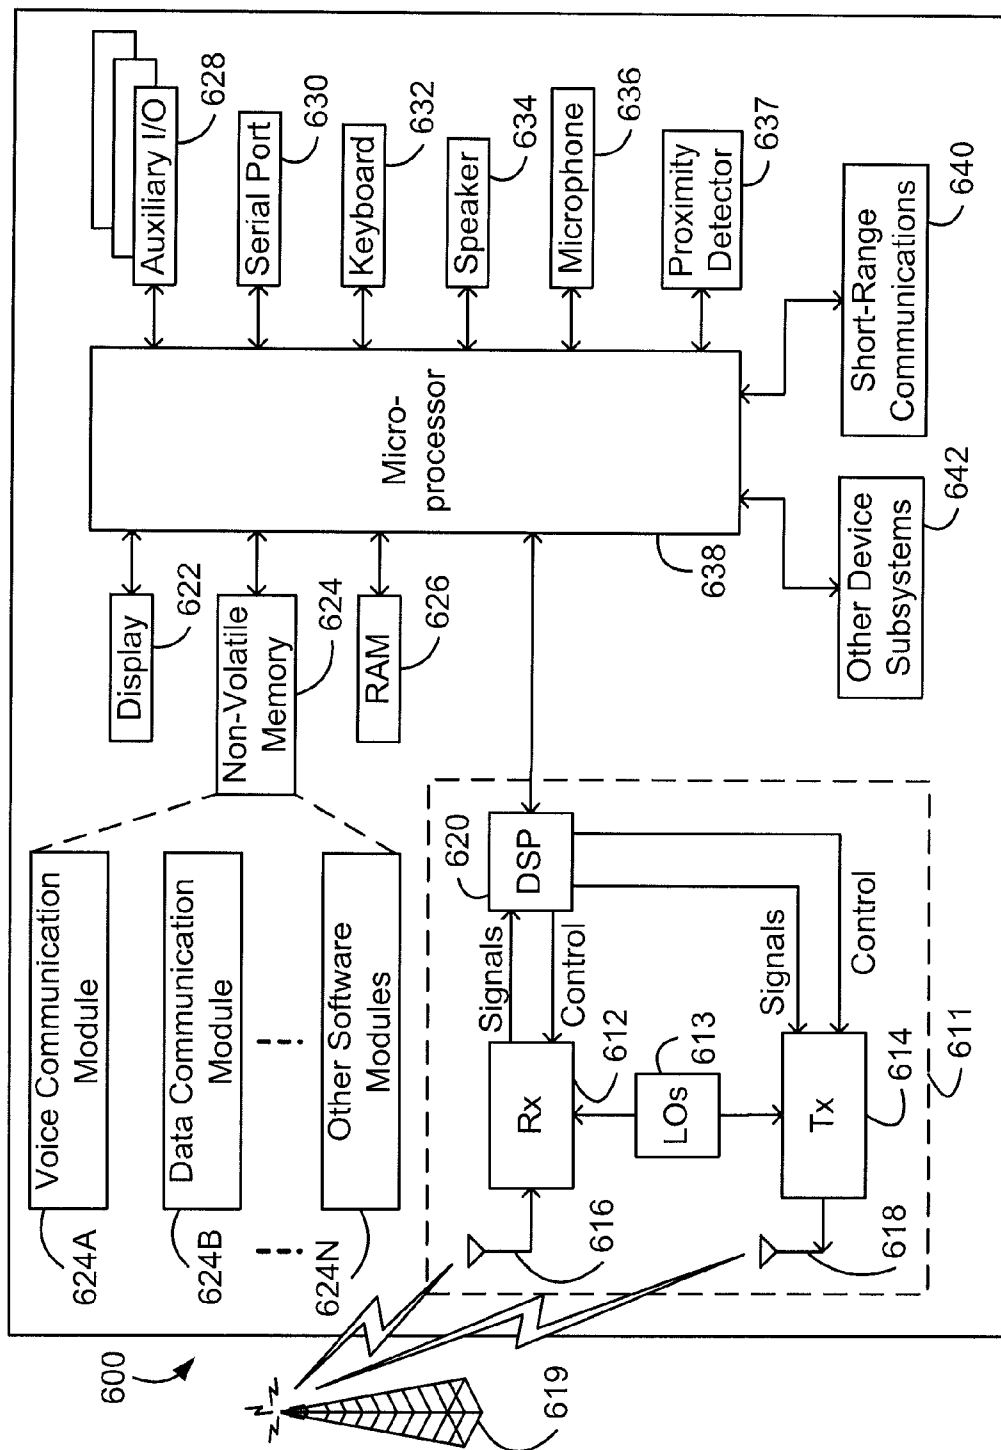 600
619
624A
Voice Communication
Module
624B
Data Communication
Module
624N
Other Software
Modules
Display
622
Non-Volatile
Memory
624
RAM
626
Micro-
processor
638
Auxiliary I/O
628
Serial Port
630
Keyboard
632
Speaker
634
Microphone
636
Proximity
Detector
637
Short-Range
Communications
640
Other Device
Subsystems
642
DSP
620
Signals
Control
Rx
612
LOs
613
Signals
Control
Tx
614
616
618
611